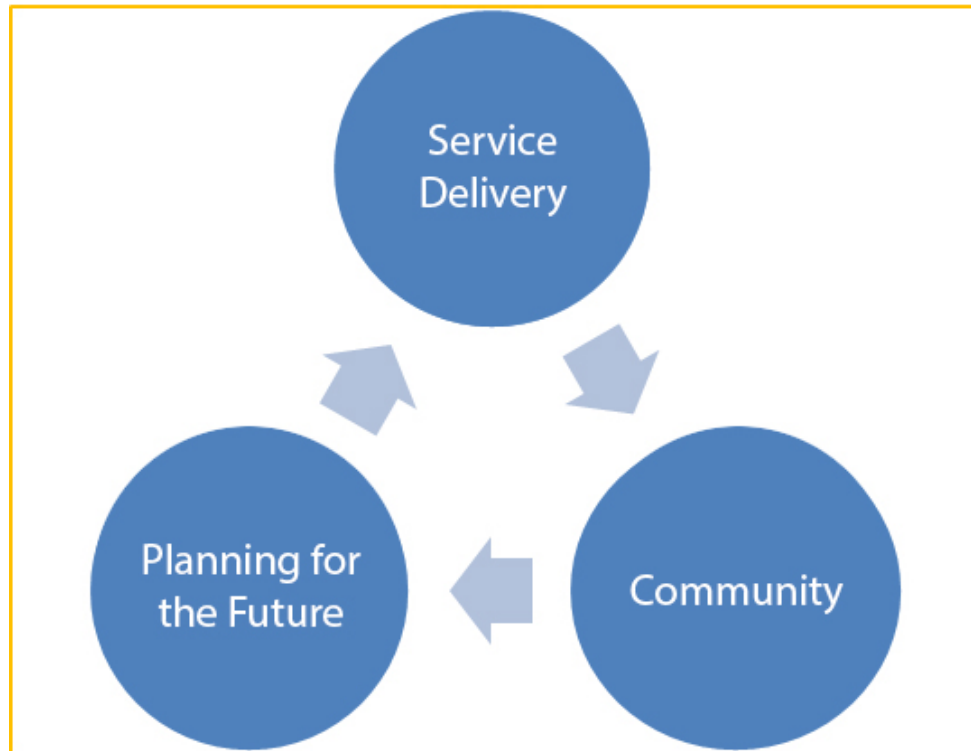 Service
Delivery
Community
Planning for
the Future